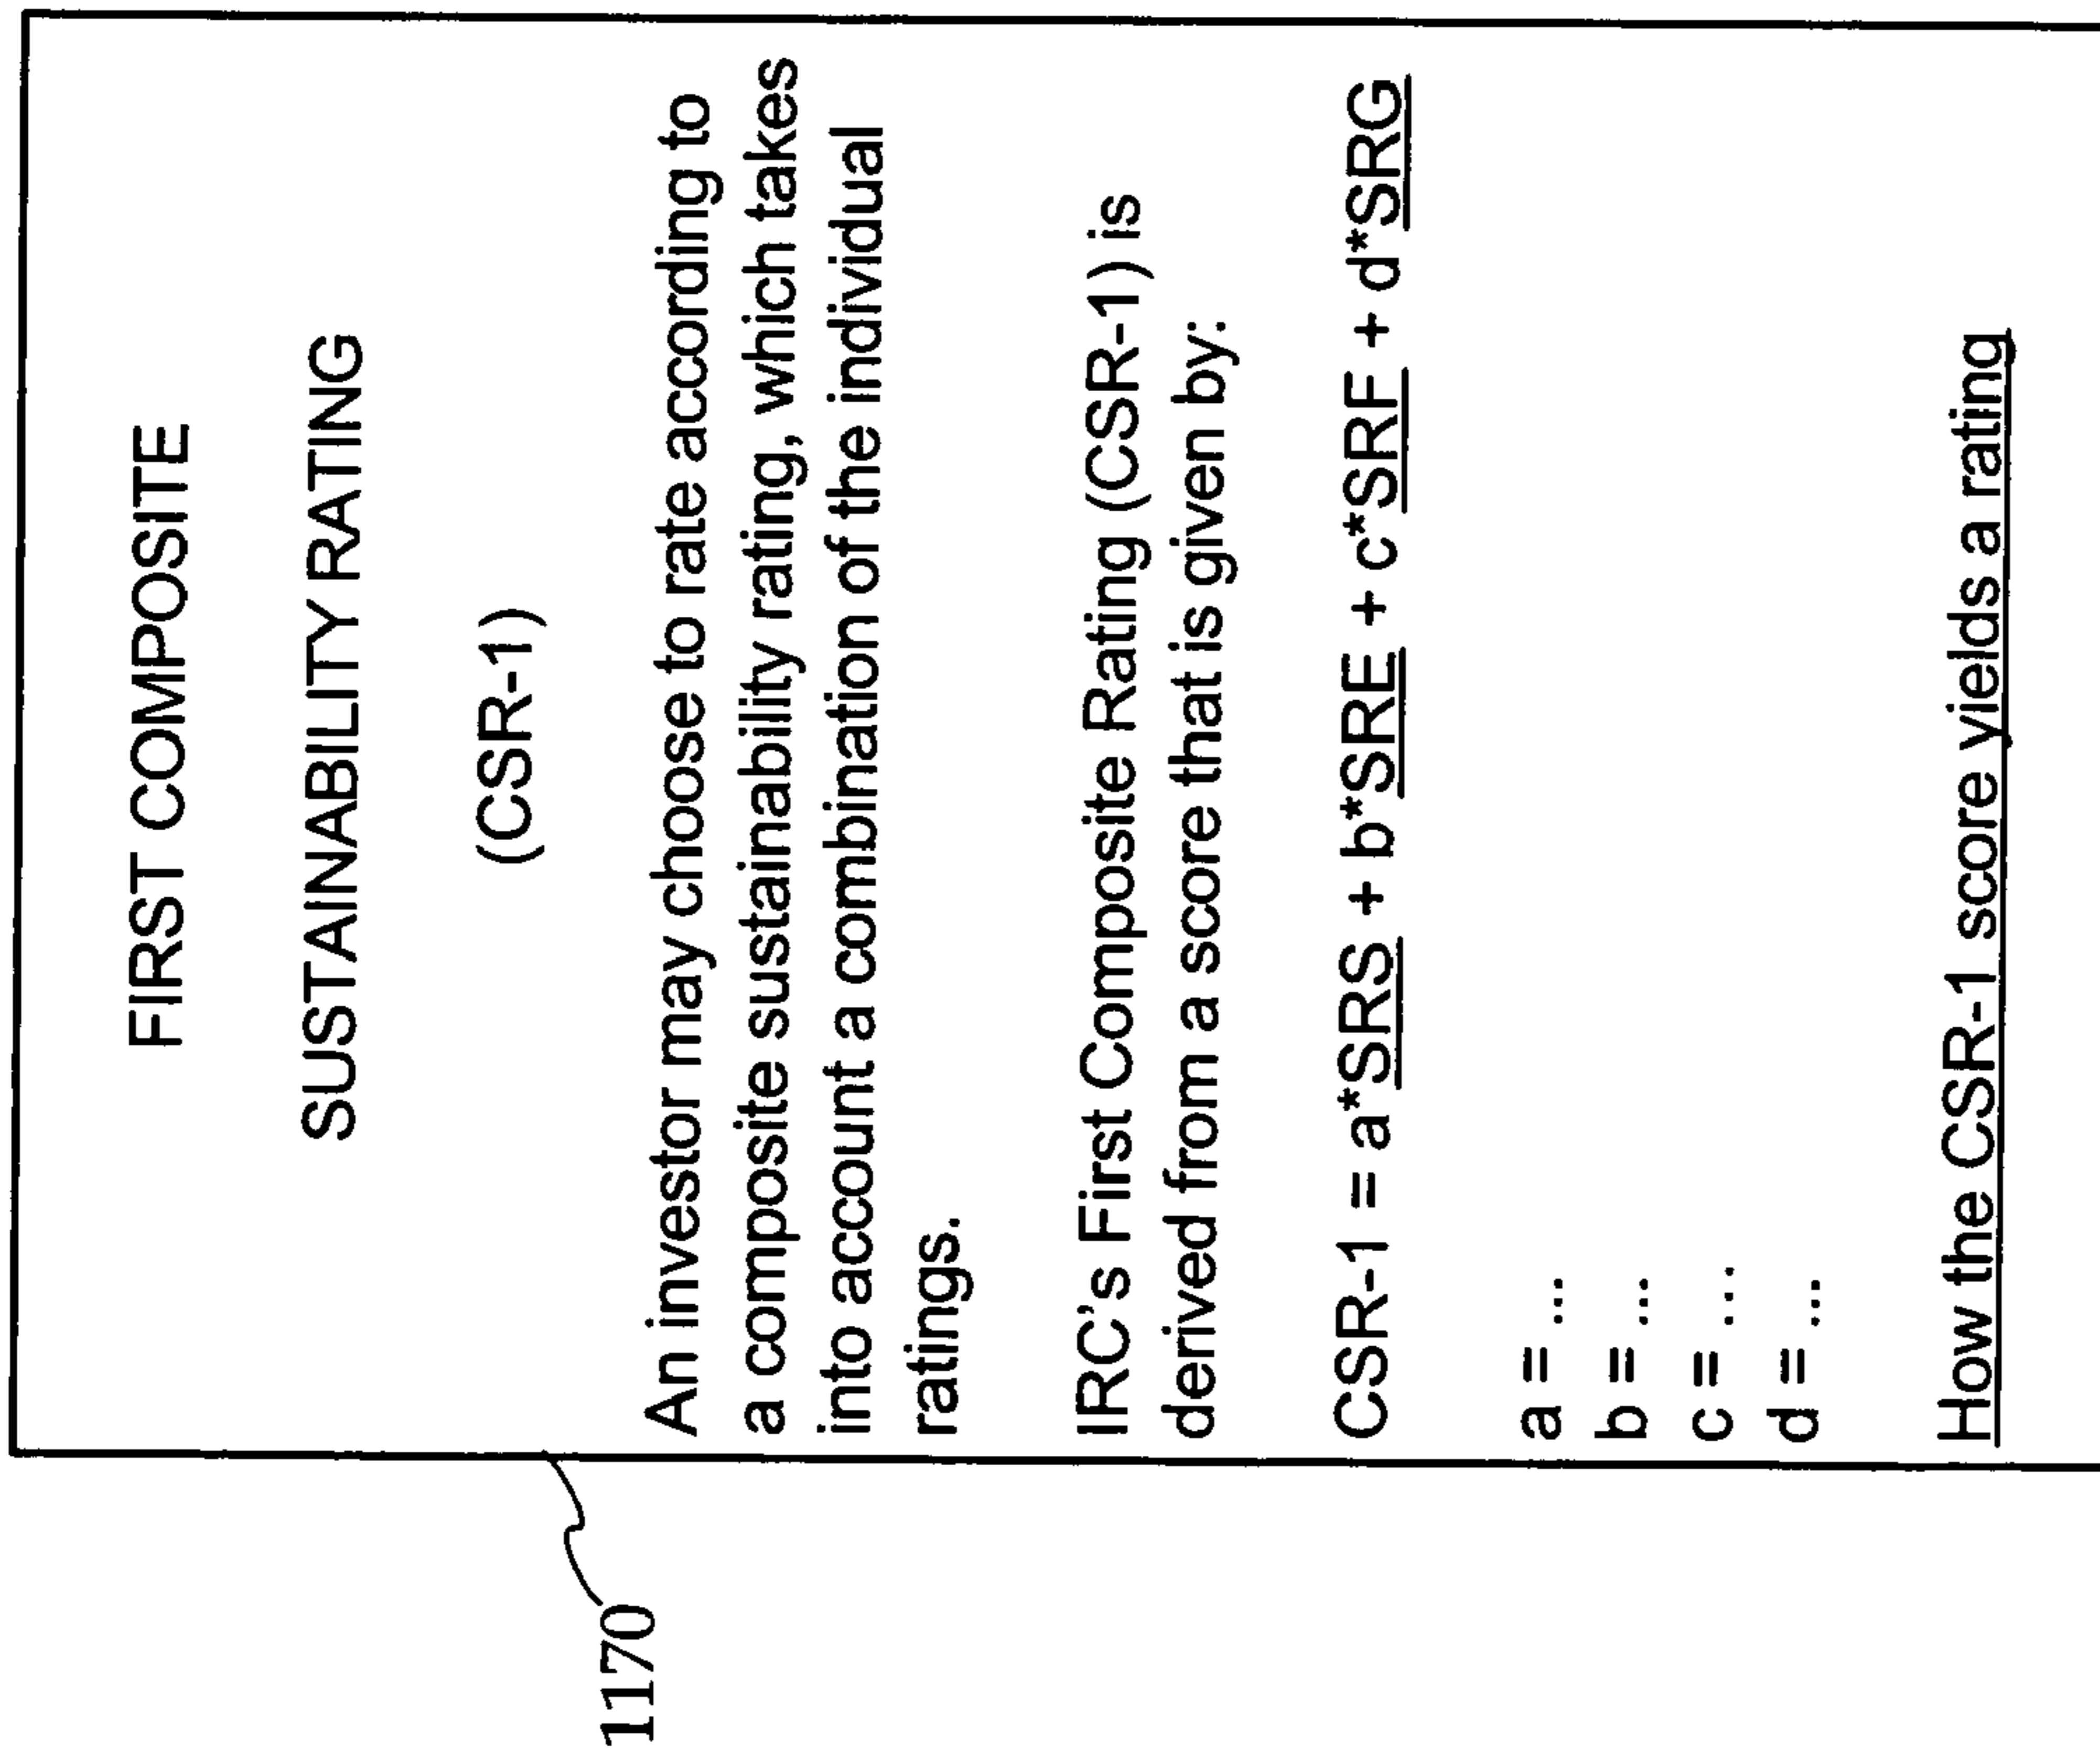 FIRST COMPOSITE
SUSTAINABILITY RATING
(CSR-1)
An investor may choose to rate according to
a composite sustainability rating, which takes
into account a combination of the individual
ratings.
IRC's First Composite Rating (CSR-1) is
derived from a score that is given by:
CSR-1 = a*SRS + b*SRE + c*SRF + d*SRG
a = ...
b = ...
c = ...
d = ...
How the CSR-1 score yields a rating
1170